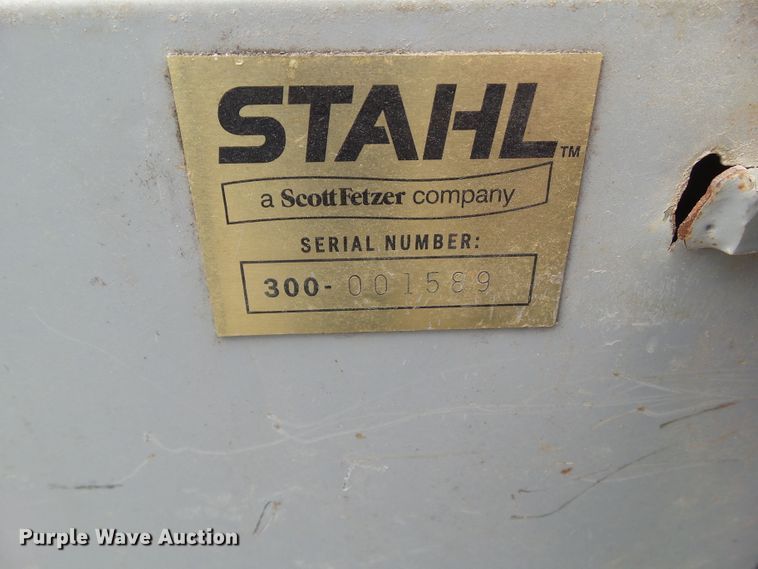 STAHL™
a ScottFetzer company
SERIAL NUMBER:
300-001589
Purple Wave Auction